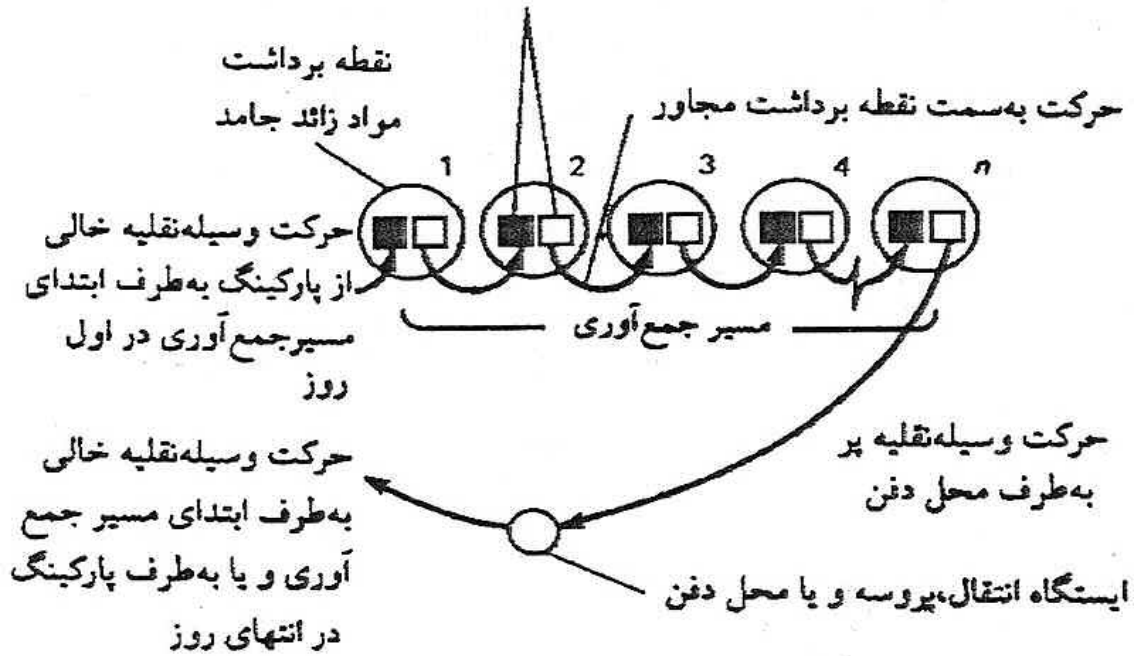 نقطه برداشت
مواد زائد جامد
حرکت به‌سمت نقطه برداشت مجاور
1 2 3 4 n
حرکت وسیله‌نقلیه خالی
از پارکینگ به‌طرف ابتدای
مسیرجمع‌آوری در اول
روز
مسیر جمع‌آوری
حرکت وسیله‌نقلیه پر
به‌طرف محل دفن
حرکت وسیله‌نقلیه خالی
به‌طرف ابتدای مسیر جمع
آوری و یا به‌طرف پارکینگ
در انتهای روز
ایستگاه انتقال،پروسه و یا محل دفن